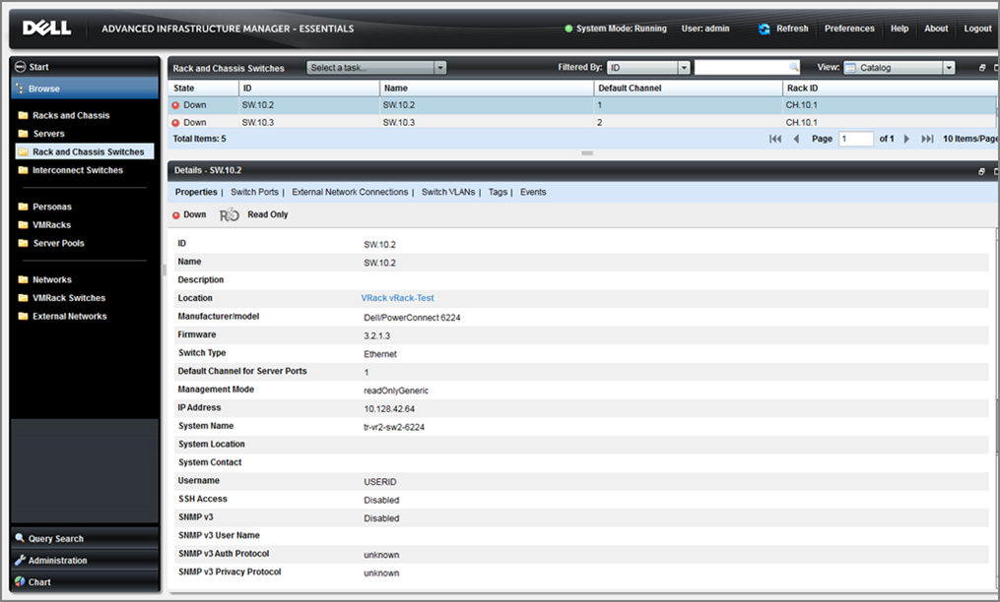 DELL ADVANCED INFRASTRUCTURE MANAGER - ESSENTIALS System Mode: Running User: admin Refresh Preferences Help About Logout
Start
Browse
Racks and Chassis
Servers
Rack and Chassis Switches
Interconnect Switches
Personas
VMRacks
Server Pools
Networks
VMRack Switches
External Networks
Query Search
Administration
Chart
Rack and Chassis Switches Select a task... Filtered By: ID View: Catalog
State ID Name Default Channel Rack ID
Down SW.10.2 SW.10.2 1 CH.10.1
Down SW.10.3 SW.10.3 2 CH.10.1
Total Items: 5 Page 1 of 1 10 Items/Page
Details - SW.10.2
Properties | Switch Ports | External Network Connections | Switch VLANs | Tags | Events
Down RO Read Only
ID SW.10.2
Name SW.10.2
Description
Location VRack vRack-Test
Manufacturer/model Dell/PowerConnect 6224
Firmware 3.2.1.3
Switch Type Ethernet
Default Channel for Server Ports 1
Management Mode readOnlyGeneric
IP Address 10.128.42.64
System Name tr-vr2-sw2-6224
System Location
System Contact
Username USERID
SSH Access Disabled
SNMP v3 Disabled
SNMP v3 User Name
SNMP v3 Auth Protocol unknown
SNMP v3 Privacy Protocol unknown